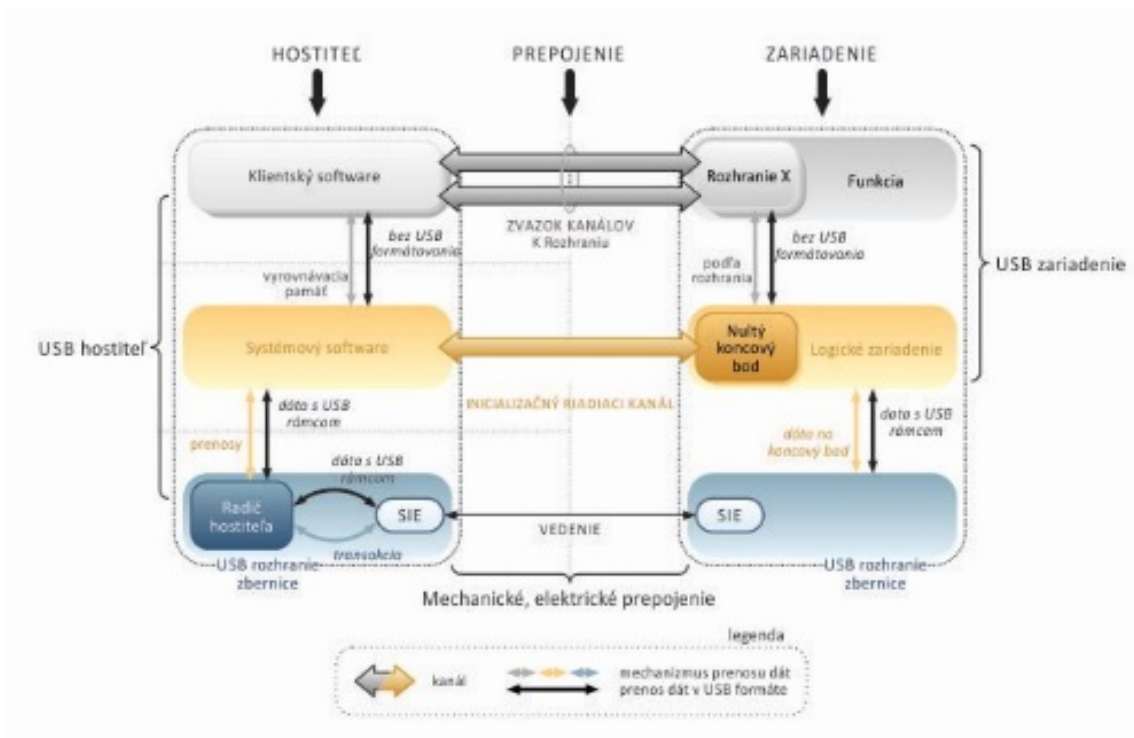 HOSTITEĽ
PREPOJENIE
ZARIADENIE
Klientský software
Rozhranie X
Funkcia
ZVAZOK KANÁLOV
K Rozhraniu
bez USB
formátovania
vyrovnávacia
pamäť
bez USB
formátovania
podľa
rozhrania
USB zariadenie
USB hostiteľ
Systémový software
Nultý
koncový
bod
Logické zariadenie
INICIALIZAČNÝ RIADIACI KANÁL
dáta s USB
rámcom
prenosy
data s USB
rámcom
dáta na
koncový bod
dáta s USB
rámcom
Radič
hostiteľa
SIE
SIE
VEDENIE
transakcia
USB rozhranie
zbernice
USB rozhranie
zbernice
Mechanické, elektrické prepojenie
legenda
kanál
mechanizmus prenosu dát
prenos dát v USB formáte